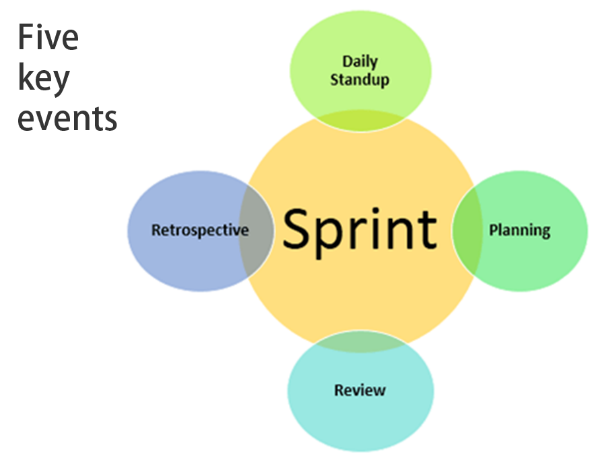 Five
key
events
Daily
Standup
Retrospective
Sprint
Planning
Review